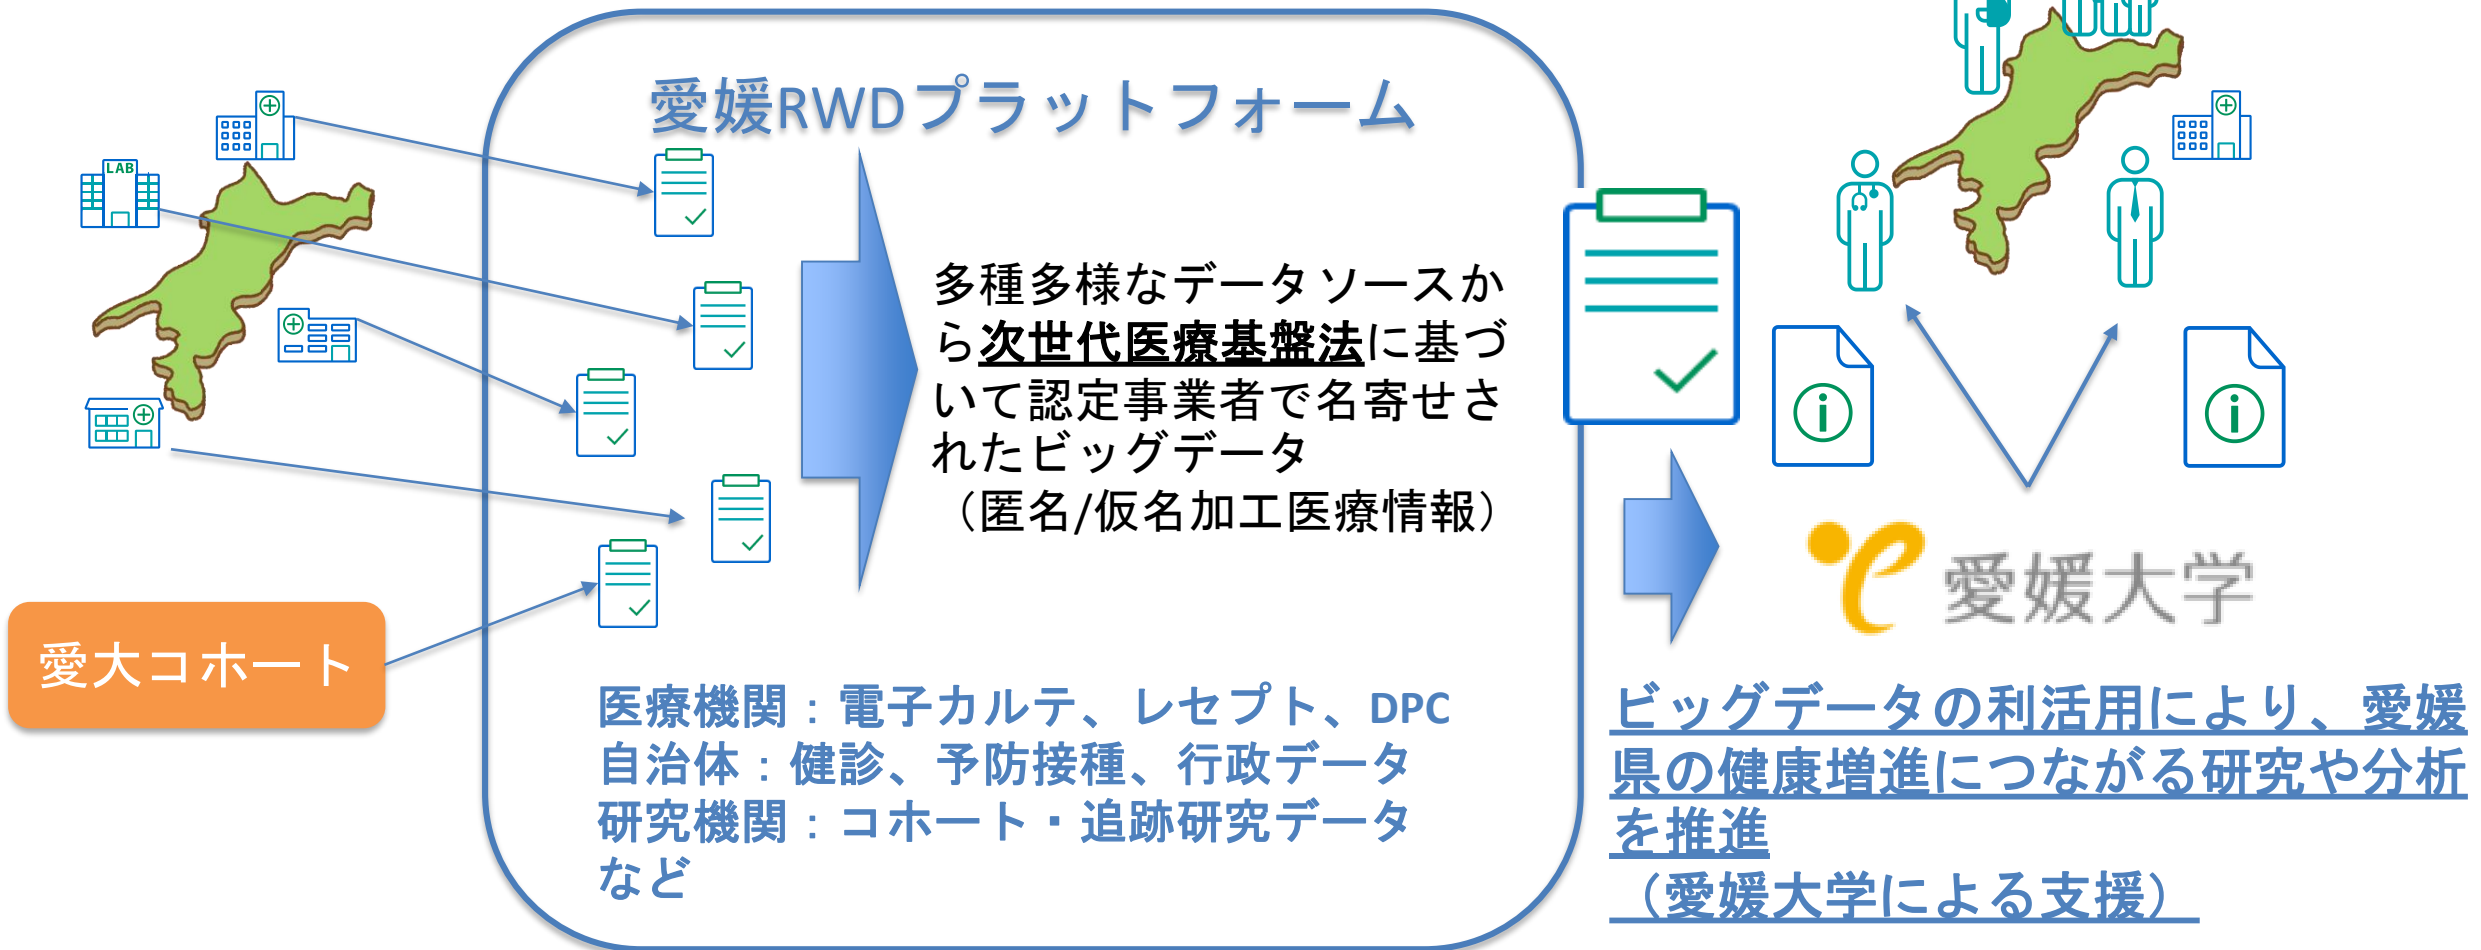 愛媛RWDプラットフォーム
LAB
多種多様なデータソースか
ら次世代医療基盤法に基づ
いて認定事業者で名寄せさ
れたビッグデータ
（匿名/仮名加工医療情報）
愛大コホート
医療機関：電子カルテ、レセプト、DPC
自治体：健診、予防接種、行政データ
研究機関：コホート・追跡研究データ
など
愛媛大学
ビッグデータの利活用により、愛媛
県の健康増進につながる研究や分析
を推進
（愛媛大学による支援）